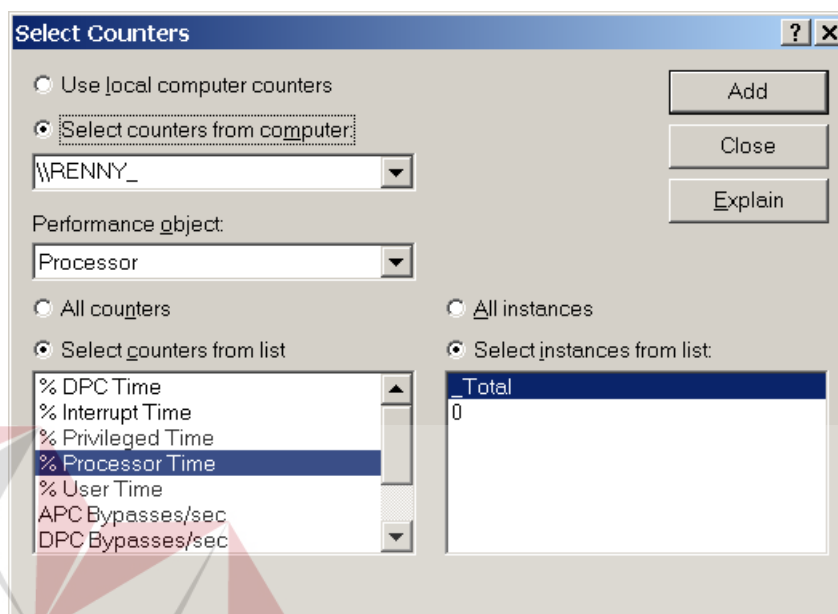 Select Counters
Use local computer counters
Add
Select counters from computer:
Close
\\RENNY_
Explain
Performance object:
Processor
All counters
All instances
Select counters from list
Select instances from list:
% DPC Time
_Total
% Interrupt Time
0
% Privileged Time
% Processor Time
% User Time
APC Bypasses/sec
DPC Bypasses/sec